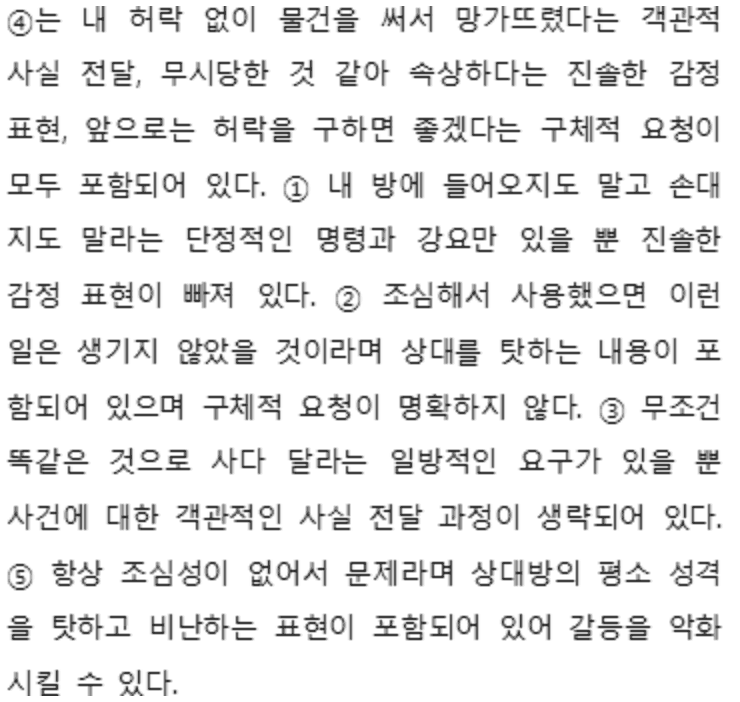 ④는 내 허락 없이 물건을 써서 망가뜨렸다는 객관적
사실 전달, 무시당한 것 같아 속상하다는 진솔한 감정
표현, 앞으로는 허락을 구하면 좋겠다는 구체적 요청이
모두 포함되어 있다. ① 내 방에 들어오지도 말고 손대
지도 말라는 단정적인 명령과 강요만 있을 뿐 진솔한
감정 표현이 빠져 있다. ② 조심해서 사용했으면 이런
일은 생기지 않았을 것이라며 상대를 탓하는 내용이 포
함되어 있으며 구체적 요청이 명확하지 않다. ③ 무조건
똑같은 것으로 사다 달라는 일방적인 요구가 있을 뿐
사건에 대한 객관적인 사실 전달 과정이 생략되어 있다.
⑤ 항상 조심성이 없어서 문제라며 상대방의 평소 성격
을 탓하고 비난하는 표현이 포함되어 있어 갈등을 악화
시킬 수 있다.